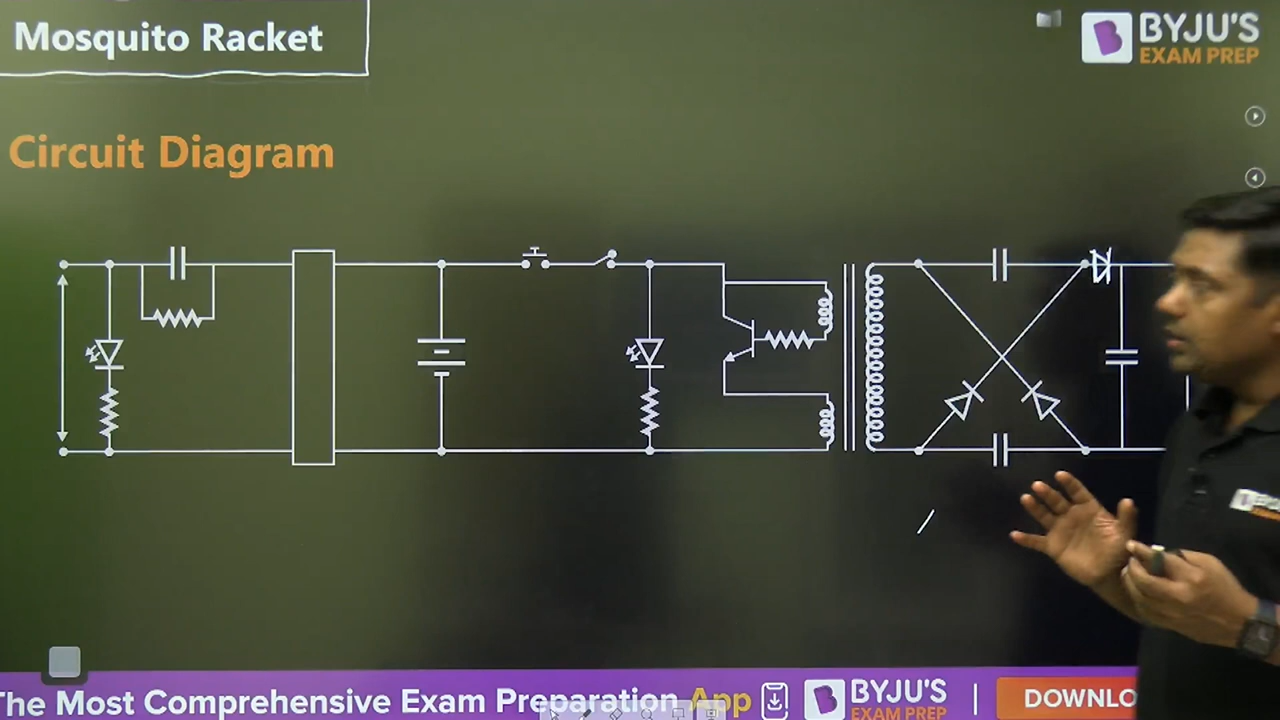 Mosquito Racket
BYJU'S
EXAM PREP
Circuit Diagram
The Most Comprehensive Exam Preparation App
BYJU'S
EXAM PREP
DOWNLO